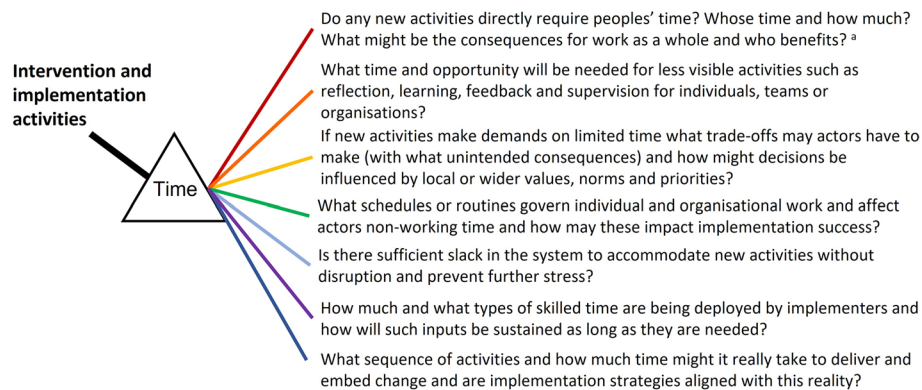 Do any new activities directly require peoples’ time? Whose time and how much?
What might be the consequences for work as a whole and who benefits? ᵃ
Intervention and
implementation
activities
What time and opportunity will be needed for less visible activities such as
reflection, learning, feedback and supervision for individuals, teams or
organisations?
If new activities make demands on limited time what trade-offs may actors have to
make (with what unintended consequences) and how might decisions be
influenced by local or wider values, norms and priorities?
Time
What schedules or routines govern individual and organisational work and affect
actors non-working time and how may these impact implementation success?
Is there sufficient slack in the system to accommodate new activities without
disruption and prevent further stress?
How much and what types of skilled time are being deployed by implementers and
how will such inputs be sustained as long as they are needed?
What sequence of activities and how much time might it really take to deliver and
embed change and are implementation strategies aligned with this reality?